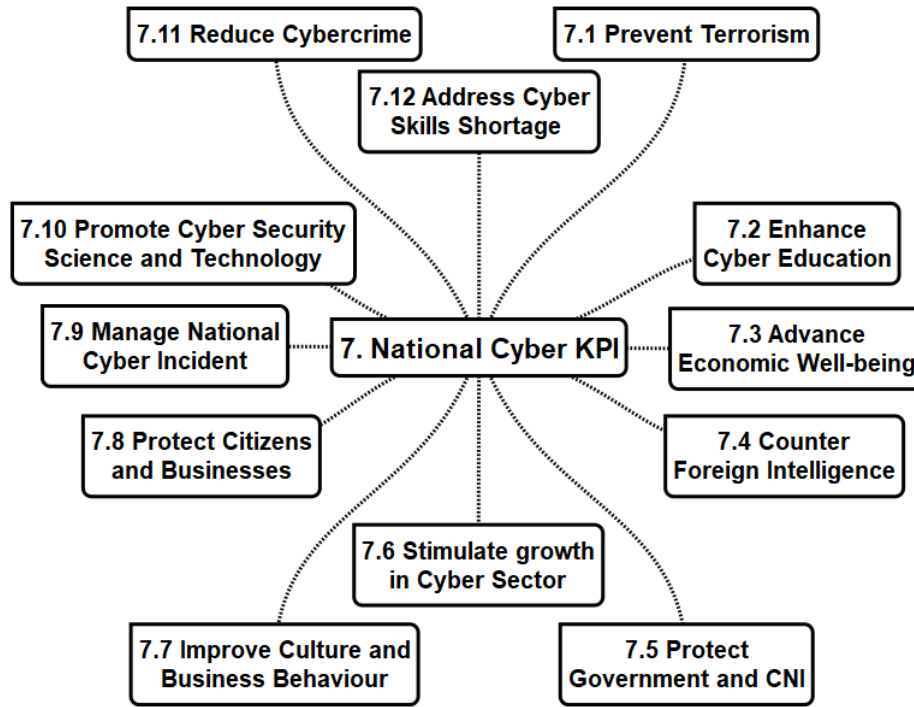 7.11 Reduce Cybercrime
7.1 Prevent Terrorism
7.12 Address Cyber
Skills Shortage
7.10 Promote Cyber Security
Science and Technology
7.2 Enhance
Cyber Education
7.9 Manage National
Cyber Incident
7. National Cyber KPI
7.3 Advance
Economic Well-being
7.8 Protect Citizens
and Businesses
7.4 Counter
Foreign Intelligence
7.6 Stimulate growth
in Cyber Sector
7.7 Improve Culture and
Business Behaviour
7.5 Protect
Government and CNI